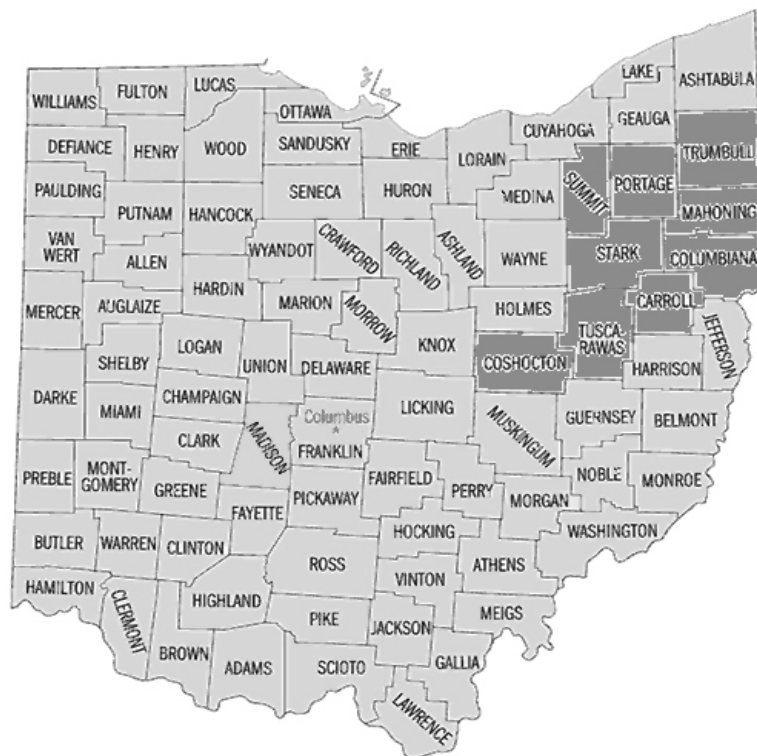 LAKE
ASHTABULA
WILLIAMS
FULTON
LUCAS
OTTAWA
CUYAHOGA
GEAUGA
DEFIANCE
HENRY
WOOD
SANDUSKY
ERIE
LORAIN
TRUMBULL
PAULDING
PUTNAM
HANCOCK
SENECA
HURON
MEDINA
SUMMIT
PORTAGE
MAHONING
VAN
WERT
ALLEN
WYANDOT
CRAWFORD
RICHLAND
ASHLAND
WAYNE
STARK
COLUMBIANA
MERCER
AUGLAIZE
HARDIN
MARION
MORROW
HOLMES
TUSCA-
RAWAS
CARROLL
JEFFERSON
SHELBY
LOGAN
UNION
DELAWARE
KNOX
COSHOCTON
HARRISON
DARKE
MIAMI
CHAMPAIGN
CLARK
MADISON
Columbus
FRANKLIN
LICKING
MUSKINGUM
GUERNSEY
BELMONT
PREBLE
MONT-
GOMERY
GREENE
FAYETTE
PICKAWAY
FAIRFIELD
PERRY
MORGAN
NOBLE
MONROE
BUTLER
WARREN
CLINTON
ROSS
HOCKING
ATHENS
WASHINGTON
HAMILTON
CLERMONT
HIGHLAND
PIKE
VINTON
JACKSON
MEIGS
BROWN
ADAMS
SCIOTO
GALLIA
LAWRENCE